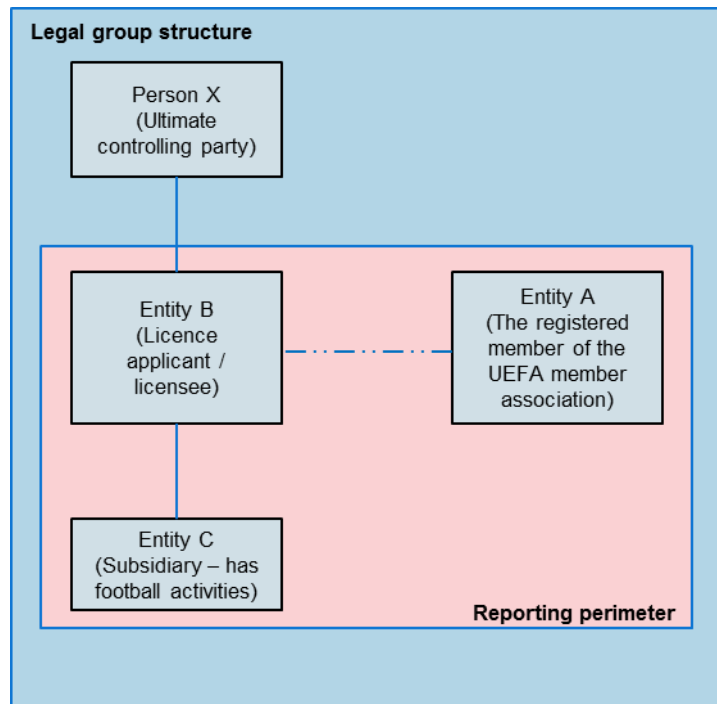 Legal group structure
Person X
(Ultimate
controlling party)
Entity B
(Licence
applicant /
licensee)
Entity A
(The registered
member of the
UEFA member
association)
Entity C
(Subsidiary – has
football activities)
Reporting perimeter